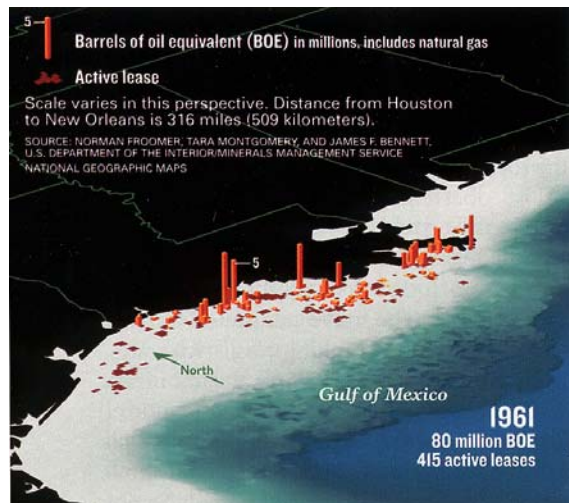 5
Barrels of oil equivalent (BOE) in millions, includes natural gas
Active lease
Scale varies in this perspective. Distance from Houston
to New Orleans is 316 miles (509 kilometers).
SOURCE: NORMAN FROOMER, TARA MONTGOMERY, AND JAMES F. BENNETT,
U.S. DEPARTMENT OF THE INTERIOR/MINERALS MANAGEMENT SERVICE
NATIONAL GEOGRAPHIC MAPS
5
North
Gulf of Mexico
1961
80 million BOE
415 active leases